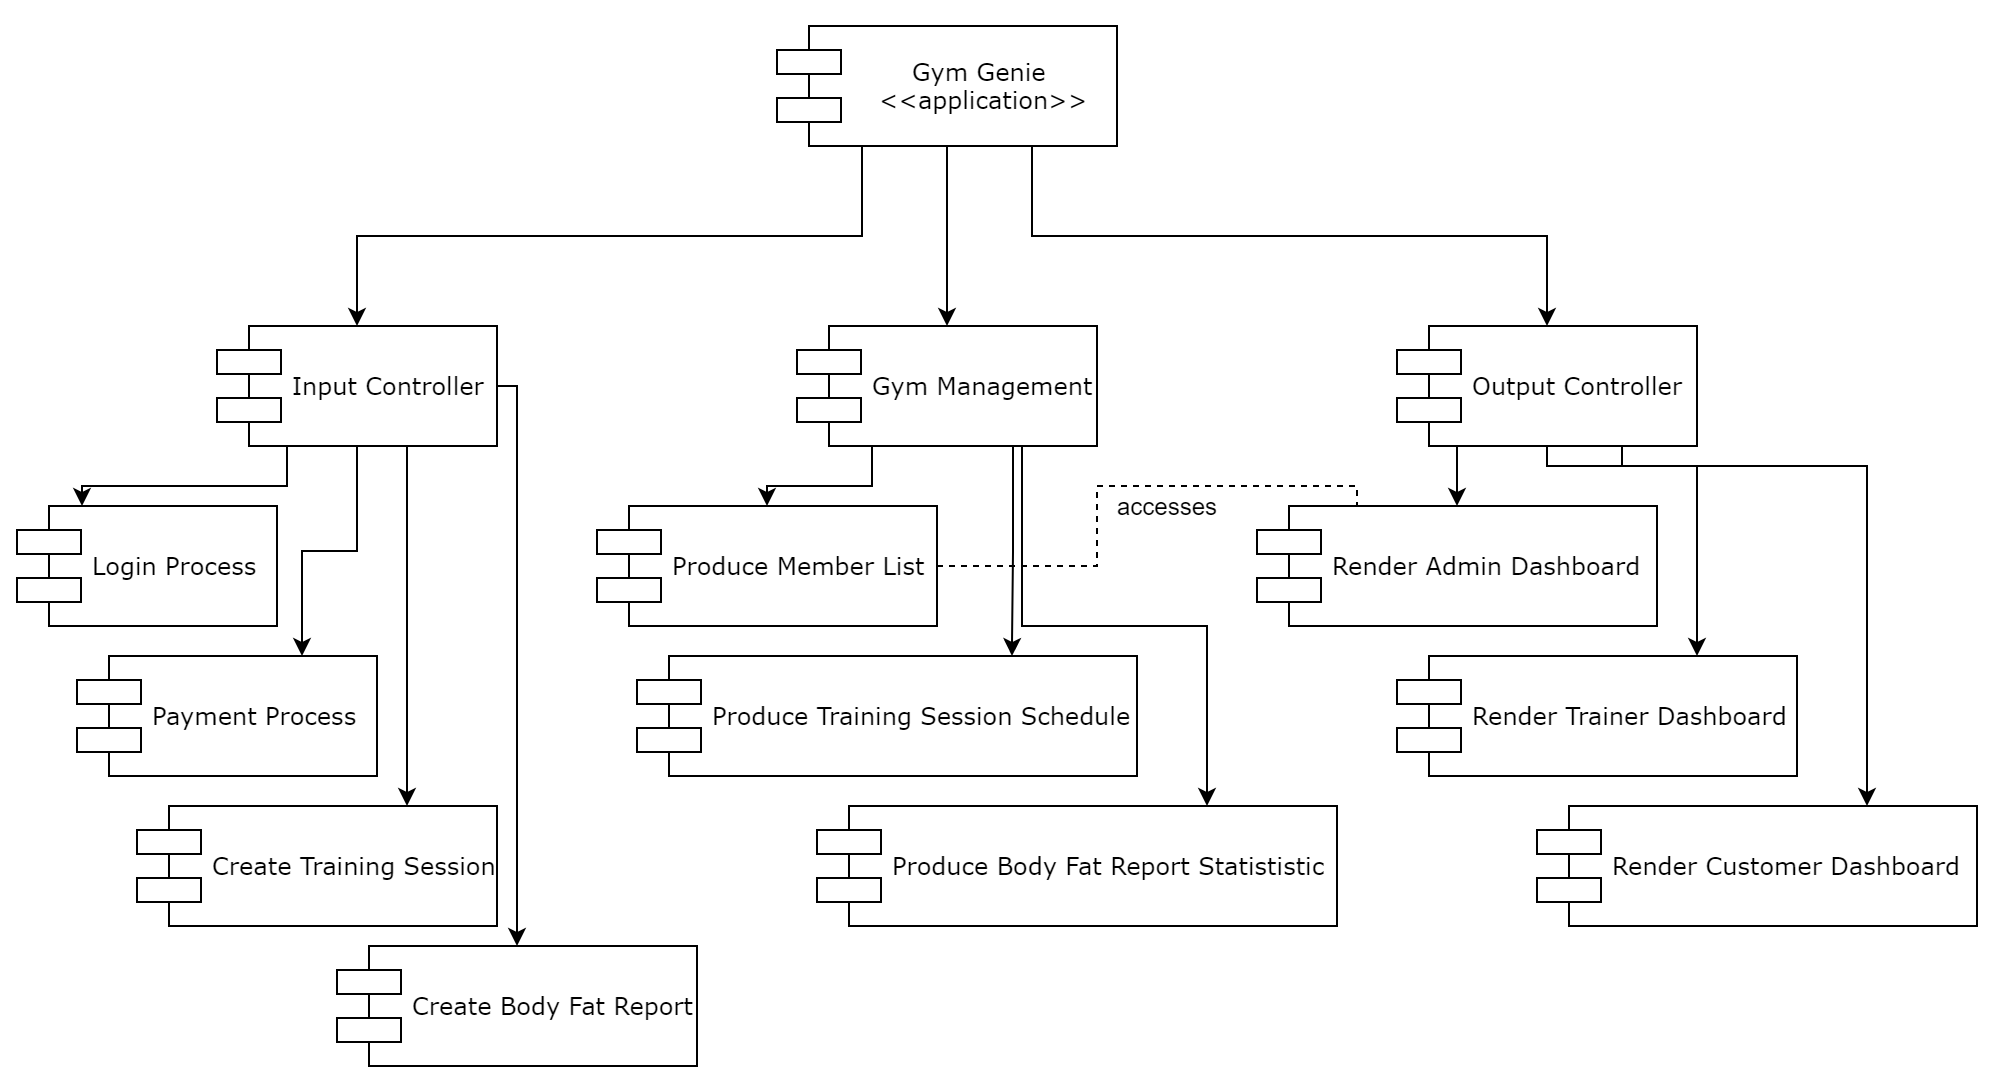 Gym Genie
<<application>>
Input Controller
Gym Management
Output Controller
accesses
Login Process
Produce Member List
Render Admin Dashboard
Payment Process
Produce Training Session Schedule
Render Trainer Dashboard
Create Training Session
Produce Body Fat Report Statististic
Render Customer Dashboard
Create Body Fat Report